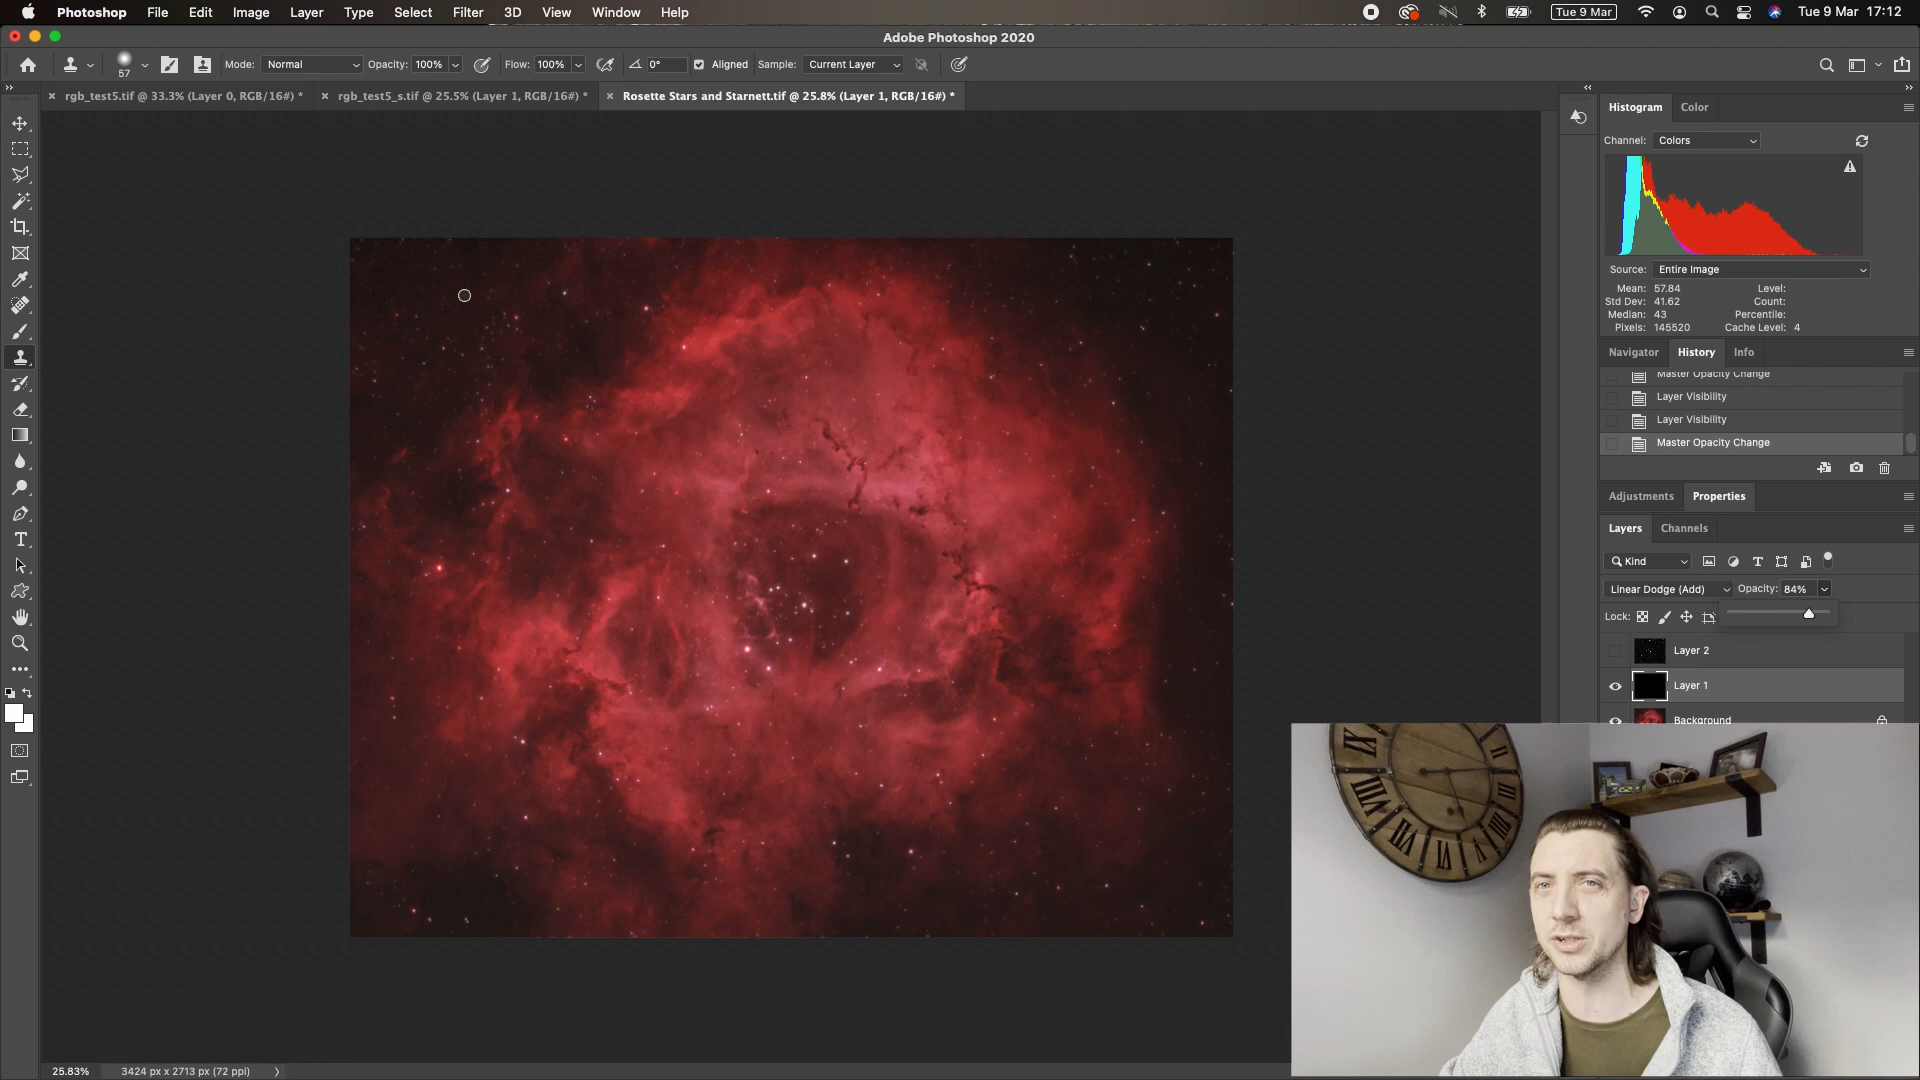 Photoshop File Edit Image Layer Type Select Filter 3D View Window Help Tue 9 Mar Tue 9 Mar 17:12
Adobe Photoshop 2020
57 Mode: Normal Opacity: 100% Flow: 100% 0° Aligned Sample: Current Layer
rgb_test5.tif @ 33.3% (Layer 0, RGB/16#) * rgb_test5_s.tif @ 25.5% (Layer 1, RGB/16#) * Rosette Stars and Starnett.tif @ 25.8% (Layer 1, RGB/16#) *
Histogram Color
Channel: Colors
Source: Entire Image
Mean: 57.84 Level:
Std Dev: 41.62 Count:
Median: 43 Percentile:
Pixels: 145520 Cache Level: 4
Navigator History Info
Master Opacity Change
Layer Visibility
Layer Visibility
Master Opacity Change
Adjustments Properties
Layers Channels
Kind
Linear Dodge (Add) Opacity: 84%
Lock:
Layer 2
Layer 1
Background
25.83% 3424 px x 2713 px (72 ppi)